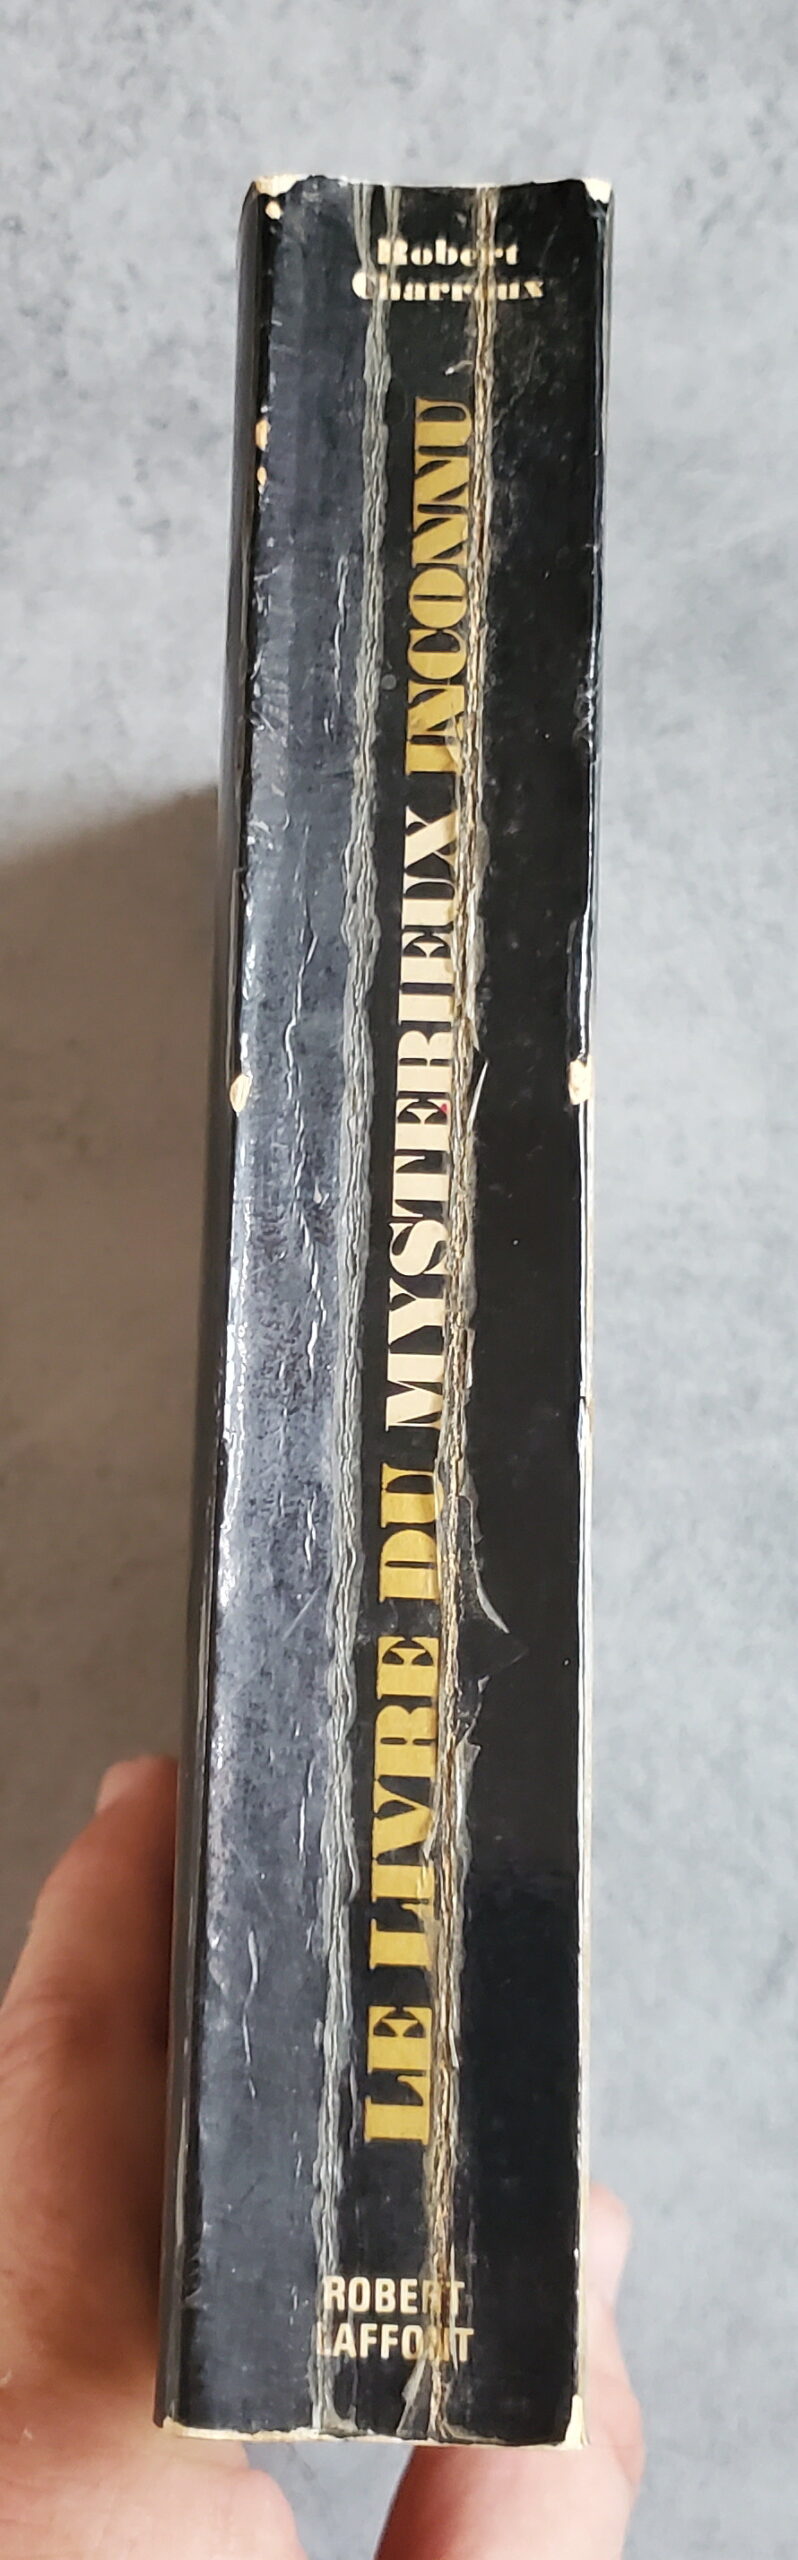 Robert
Charroux
LE LIVRE DU MYSTERIEUX INCONNU
ROBERT
LAFFONT